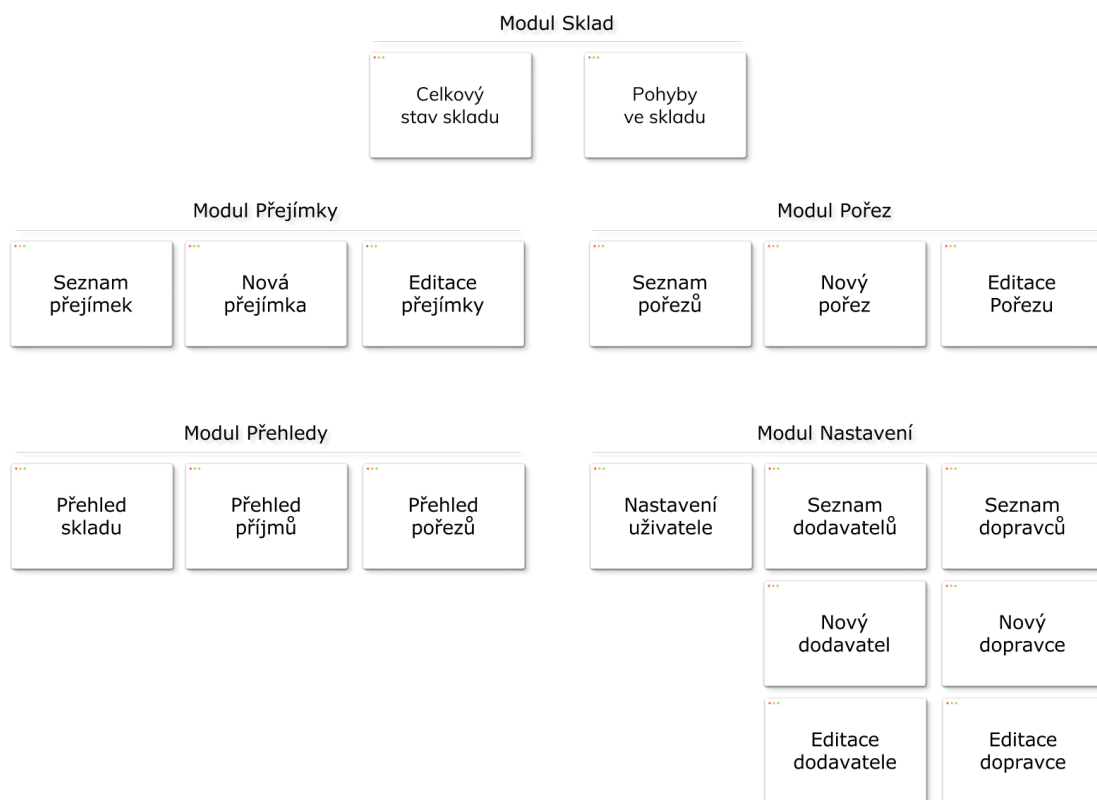 Modul Sklad
Celkový
stav skladu
Pohyby
ve skladu
Modul Přejímky
Seznam
přejímek
Nová
přejímka
Editace
přejímky
Modul Pořez
Seznam
pořezů
Nový
pořez
Editace
Pořezu
Modul Přehledy
Přehled
skladu
Přehled
příjmů
Přehled
pořezů
Modul Nastavení
Nastavení
uživatele
Seznam
dodavatelů
Seznam
dopravců
Nový
dodavatel
Nový
dopravce
Editace
dodavatele
Editace
dopravce